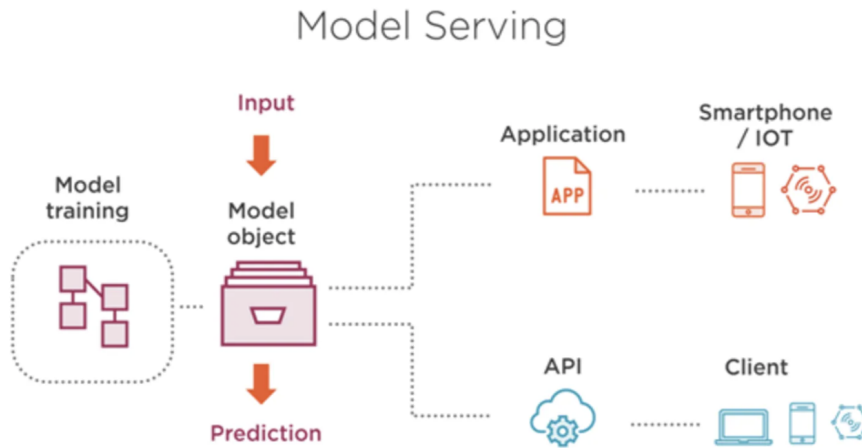 Model Serving
Input
Application
Smartphone
/ IOT
Model
training
Model
object
APP
API
Client
Prediction